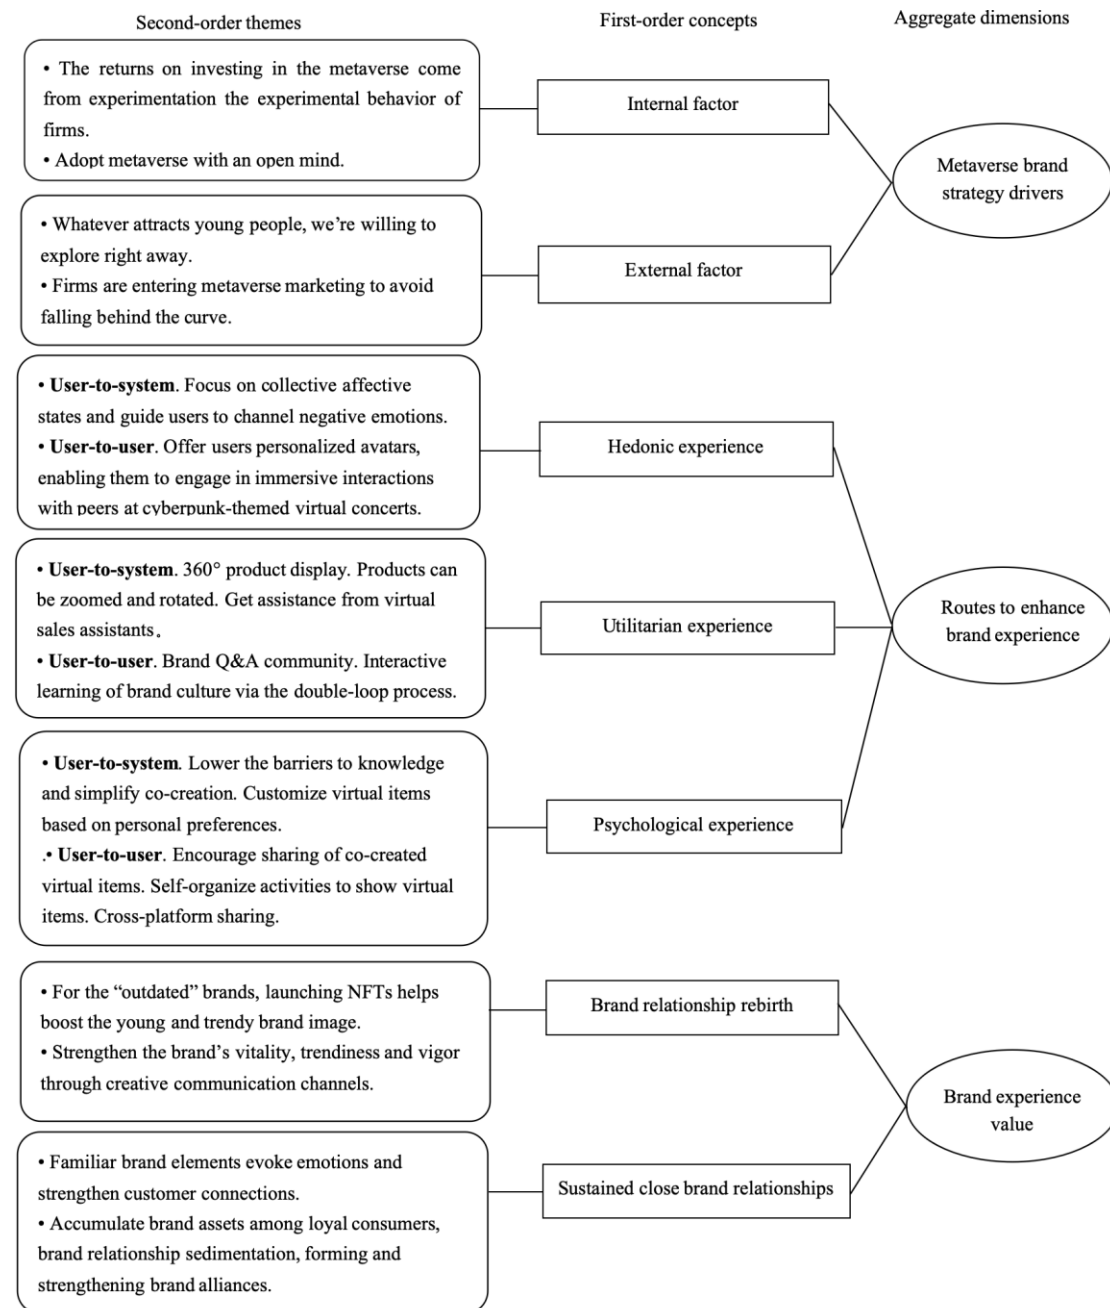 Second-order themes
First-order concepts
Aggregate dimensions
• The returns on investing in the metaverse come
from experimentation the experimental behavior of
firms.
• Adopt metaverse with an open mind.
Internal factor
Metaverse brand
strategy drivers
• Whatever attracts young people, we’re willing to
explore right away.
• Firms are entering metaverse marketing to avoid
falling behind the curve.
External factor
• User-to-system. Focus on collective affective
states and guide users to channel negative emotions.
• User-to-user. Offer users personalized avatars,
enabling them to engage in immersive interactions
with peers at cyberpunk-themed virtual concerts.
Hedonic experience
• User-to-system. 360° product display. Products can
be zoomed and rotated. Get assistance from virtual
sales assistants。
• User-to-user. Brand Q&A community. Interactive
learning of brand culture via the double-loop process.
Utilitarian experience
Routes to enhance
brand experience
• User-to-system. Lower the barriers to knowledge
and simplify co-creation. Customize virtual items
based on personal preferences.
.• User-to-user. Encourage sharing of co-created
virtual items. Self-organize activities to show virtual
items. Cross-platform sharing.
Psychological experience
• For the “outdated” brands, launching NFTs helps
boost the young and trendy brand image.
• Strengthen the brand’s vitality, trendiness and vigor
through creative communication channels.
Brand relationship rebirth
Brand experience
value
• Familiar brand elements evoke emotions and
strengthen customer connections.
• Accumulate brand assets among loyal consumers,
brand relationship sedimentation, forming and
strengthening brand alliances.
Sustained close brand relationships